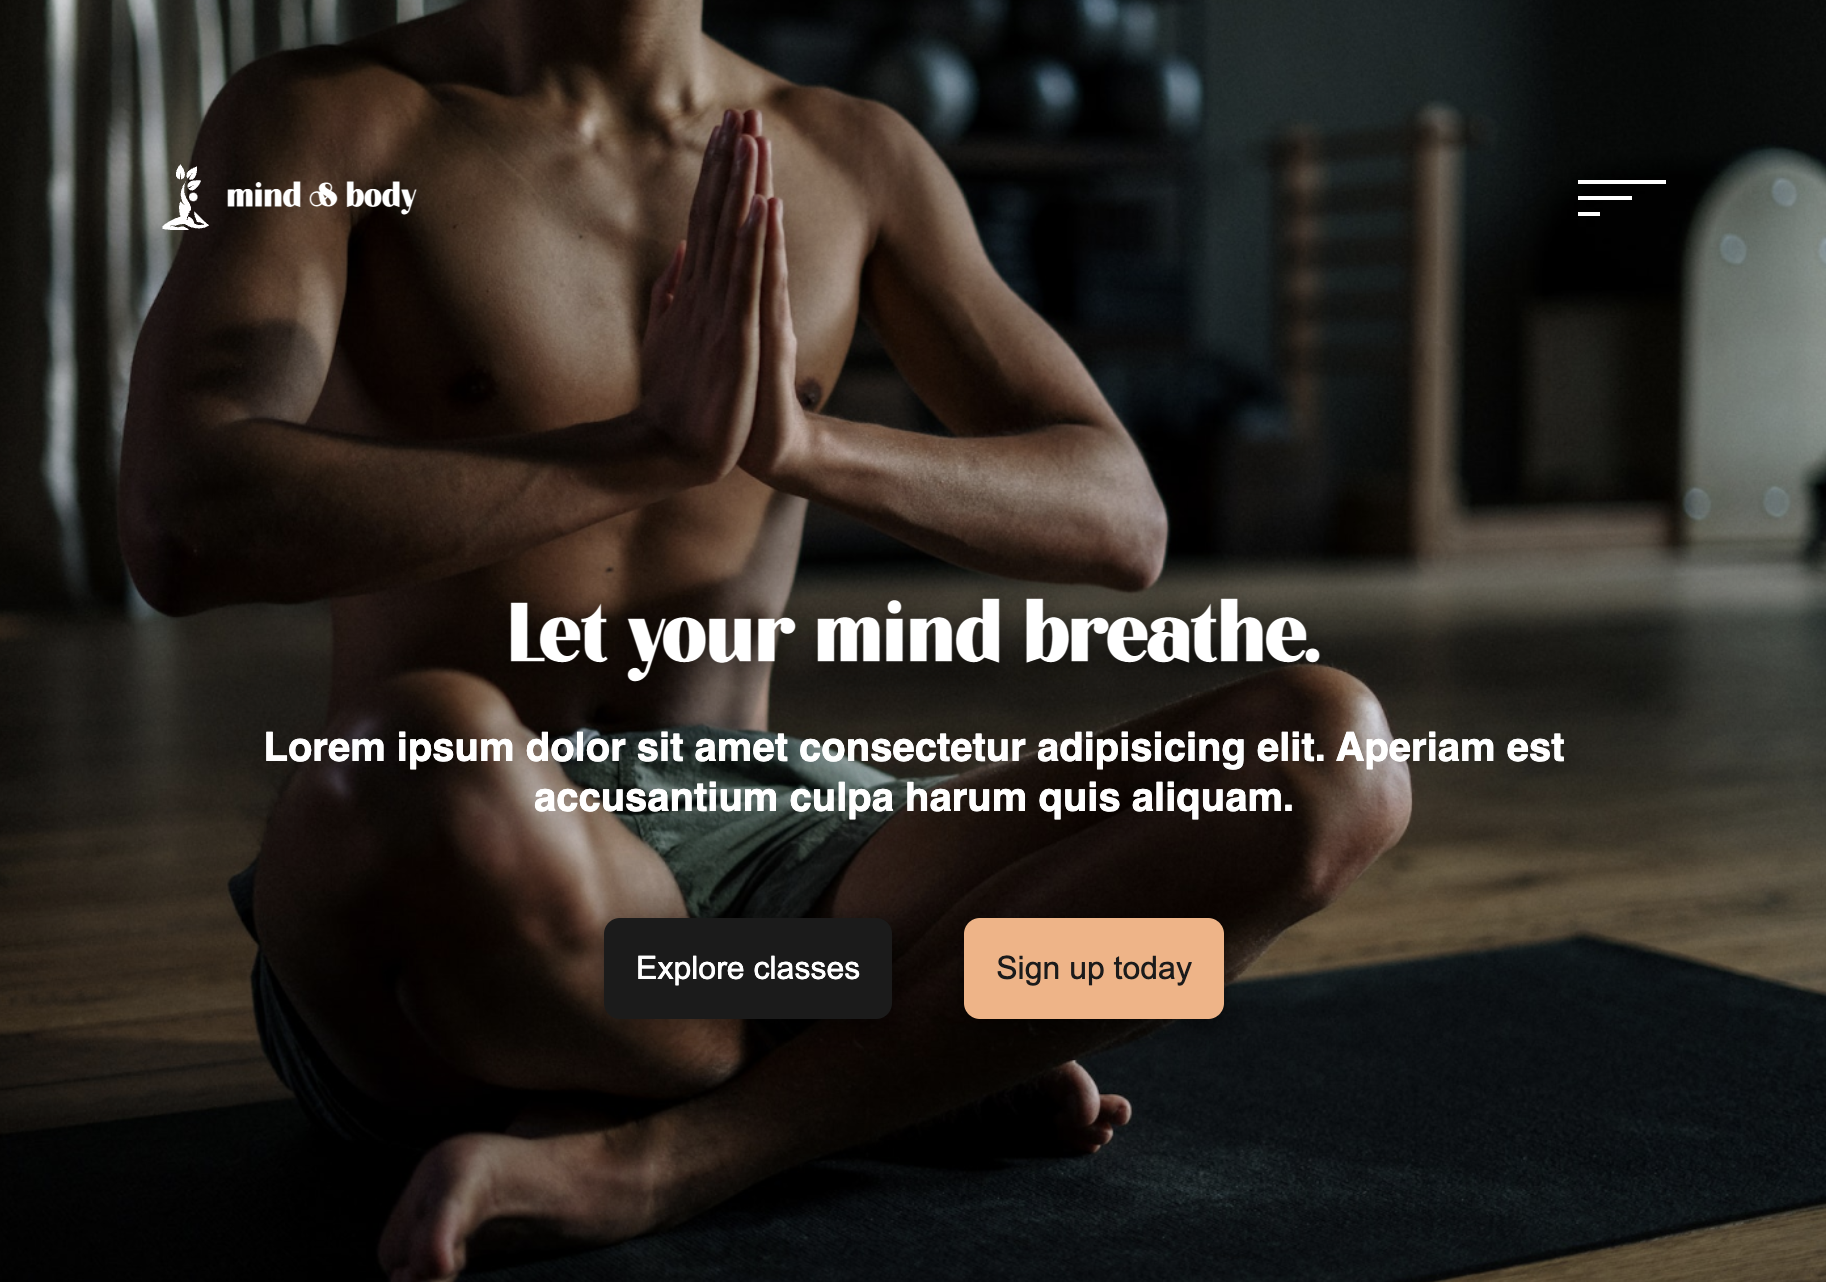 mind & body
Let your mind breathe.
Lorem ipsum dolor sit amet consectetur adipisicing elit. Aperiam est
accusantium culpa harum quis aliquam.
Explore classes
Sign up today